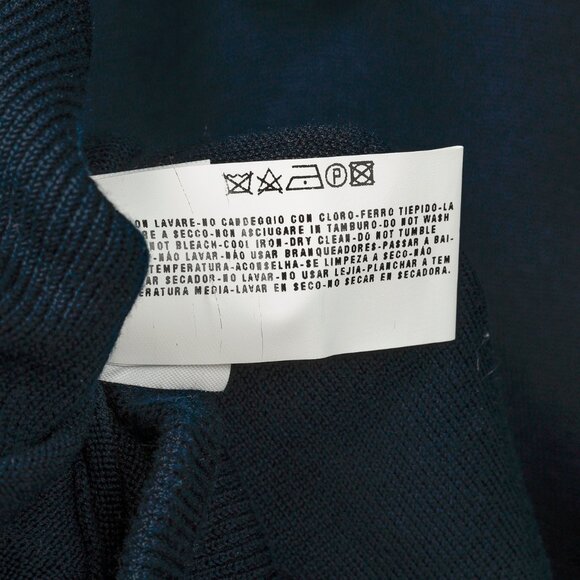 P
ON LAVARE-NO CANDEGGIO CON CLORO-FERRO TIEPIDO-LA
RE A SECCO-NON ASCIUGARE IN TAMBURO-DO NOT WASH
NOT BLEACH-COOL IRON-DRY CLEAN-DO NOT TUMBLE
-NÃO LAVAR-NÃO USAR BRANQUEADORES-PASSAR A BAI-
TEMPERATURA-ACONSELHA-SE LIMPEZA A SECO-NÃO
AR SECADOR-NO LAVAR-NO USAR LEJIA-PLANCHAR A TEM
ERATURA MEDIA-LAVAR EN SECO-NO SECAR EN SECADORA.